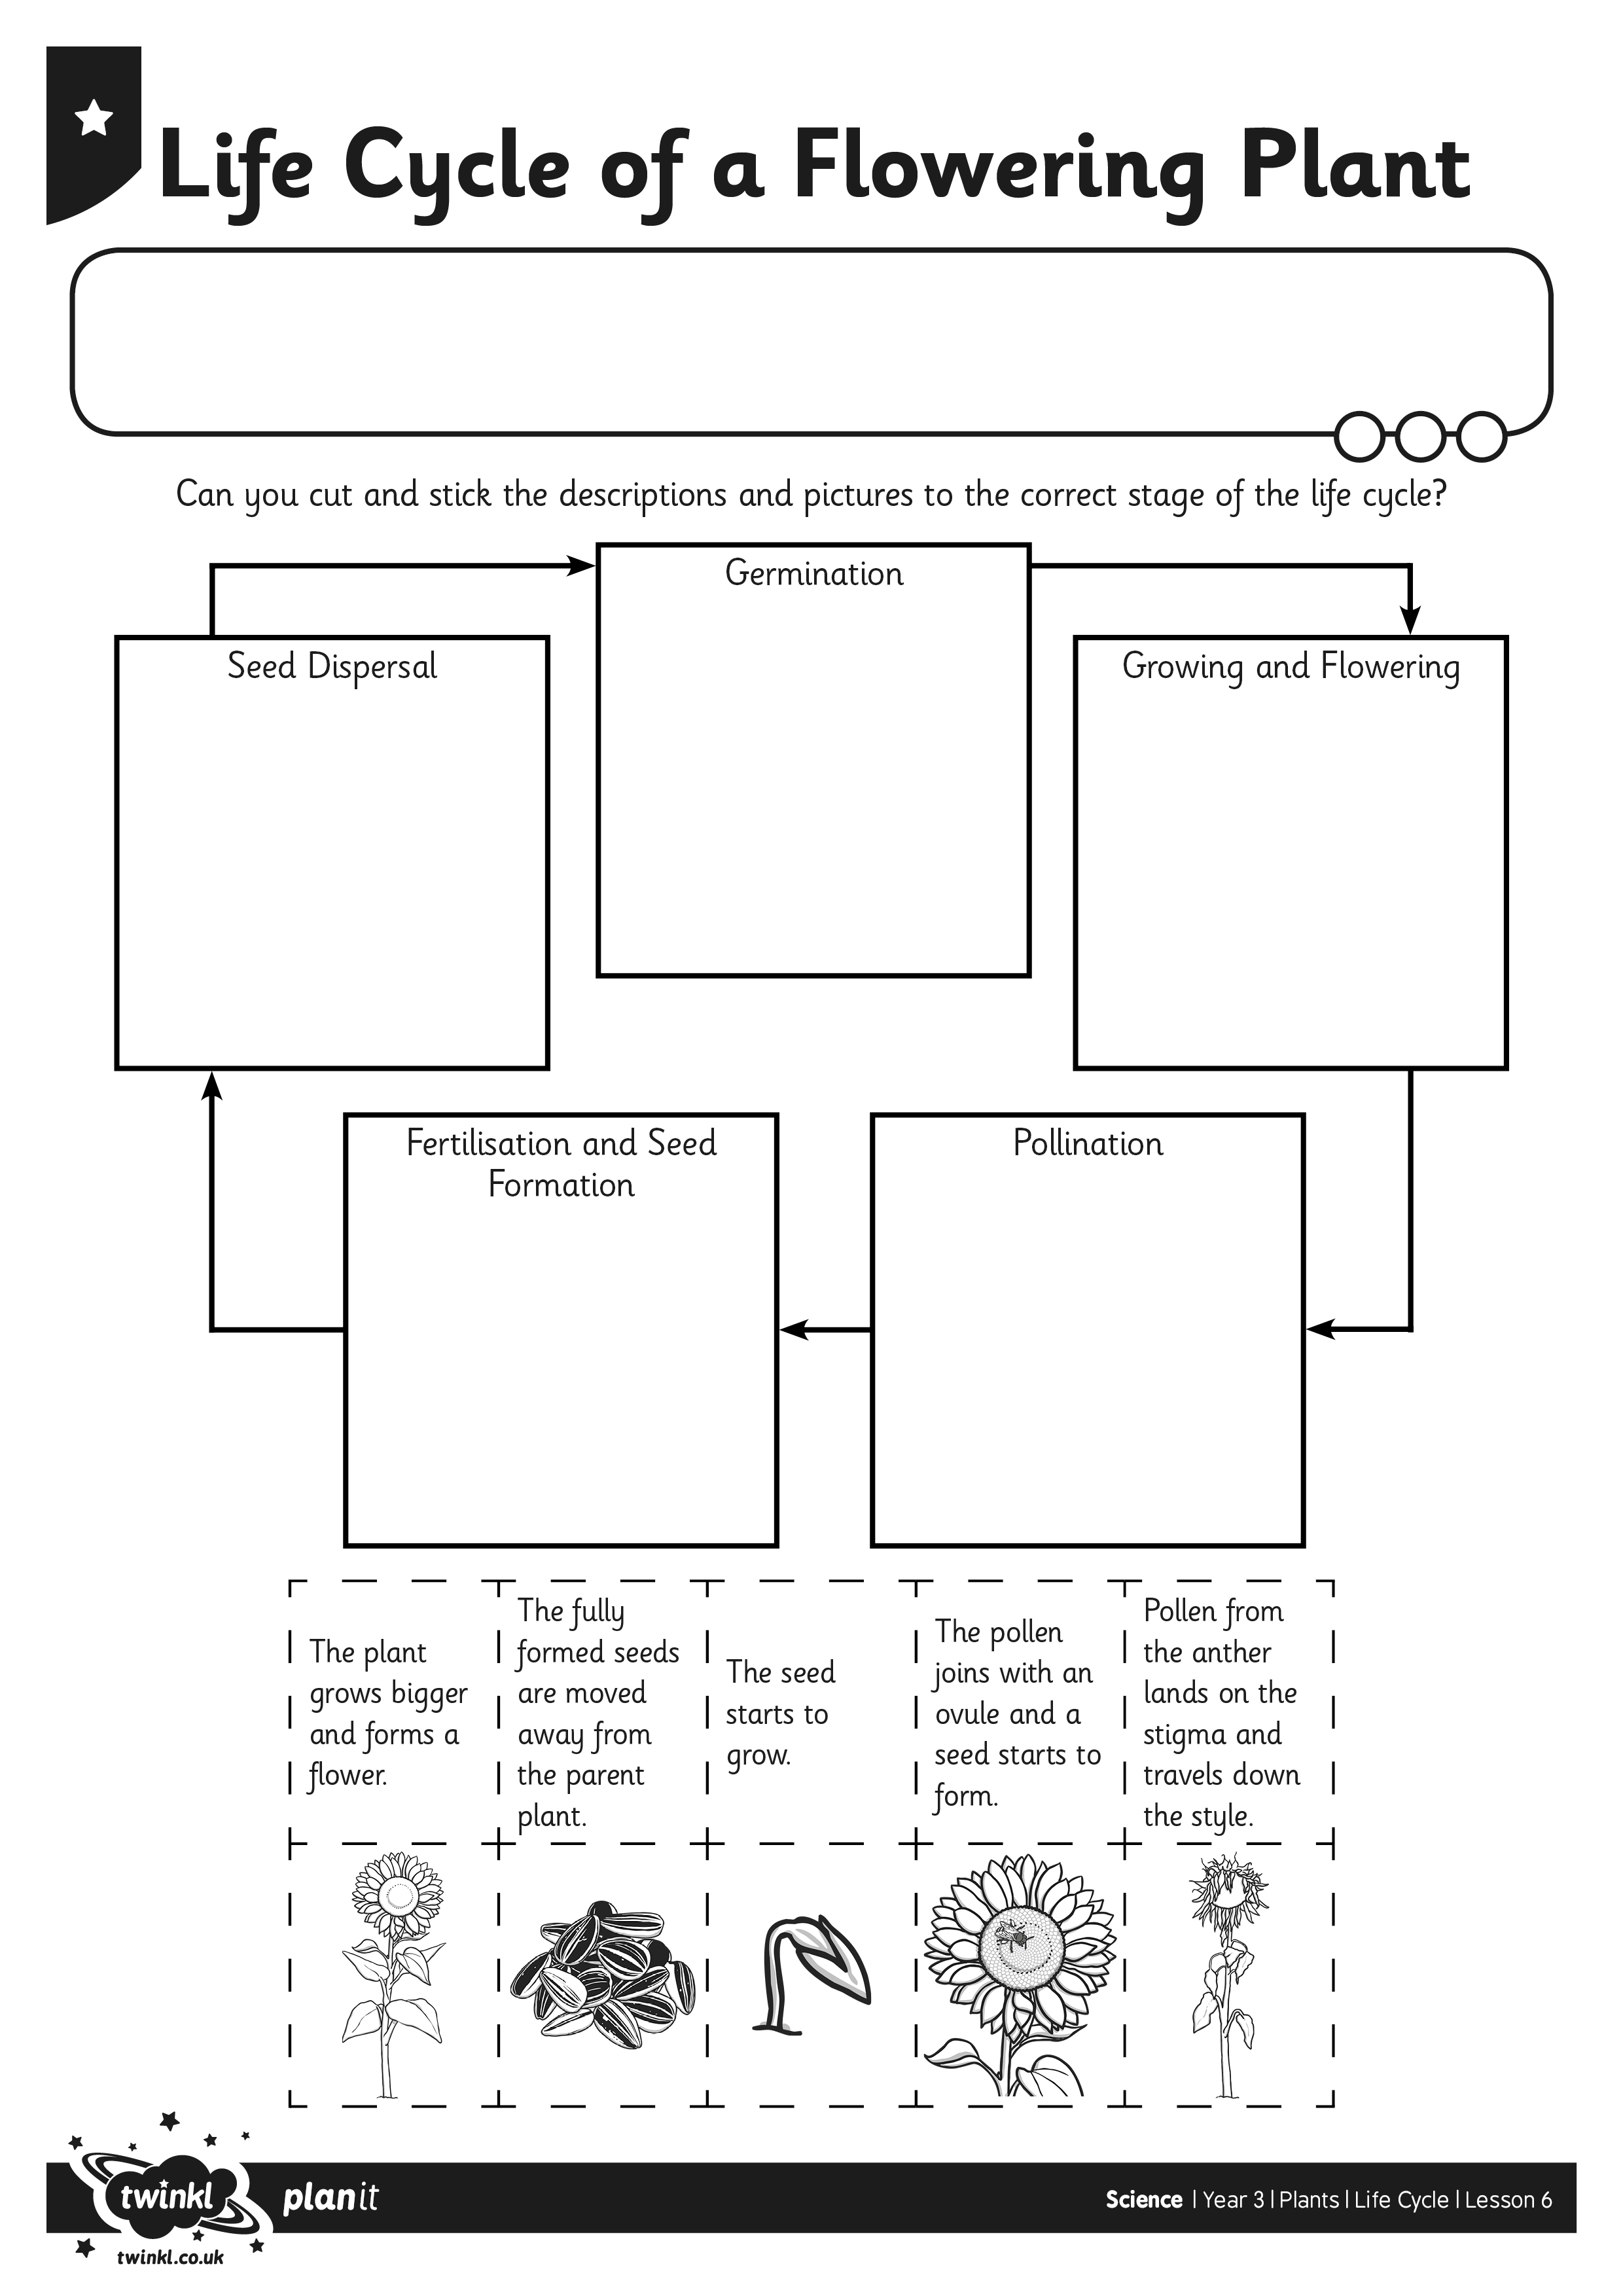 Life Cycle of a Flowering Plant
Can you cut and stick the descriptions and pictures to the correct stage of the life cycle?
Germination
Seed Dispersal
Growing and Flowering
Fertilisation and Seed
Formation
Pollination
The plant
grows bigger
and forms a
flower.
The fully
formed seeds
are moved
away from
the parent
plant.
The seed
starts to
grow.
The pollen
joins with an
ovule and a
seed starts to
form.
Pollen from
the anther
lands on the
stigma and
travels down
the style.
twinkl
planit
Science | Year 3 | Plants | Life Cycle | Lesson 6
twinkl.co.uk